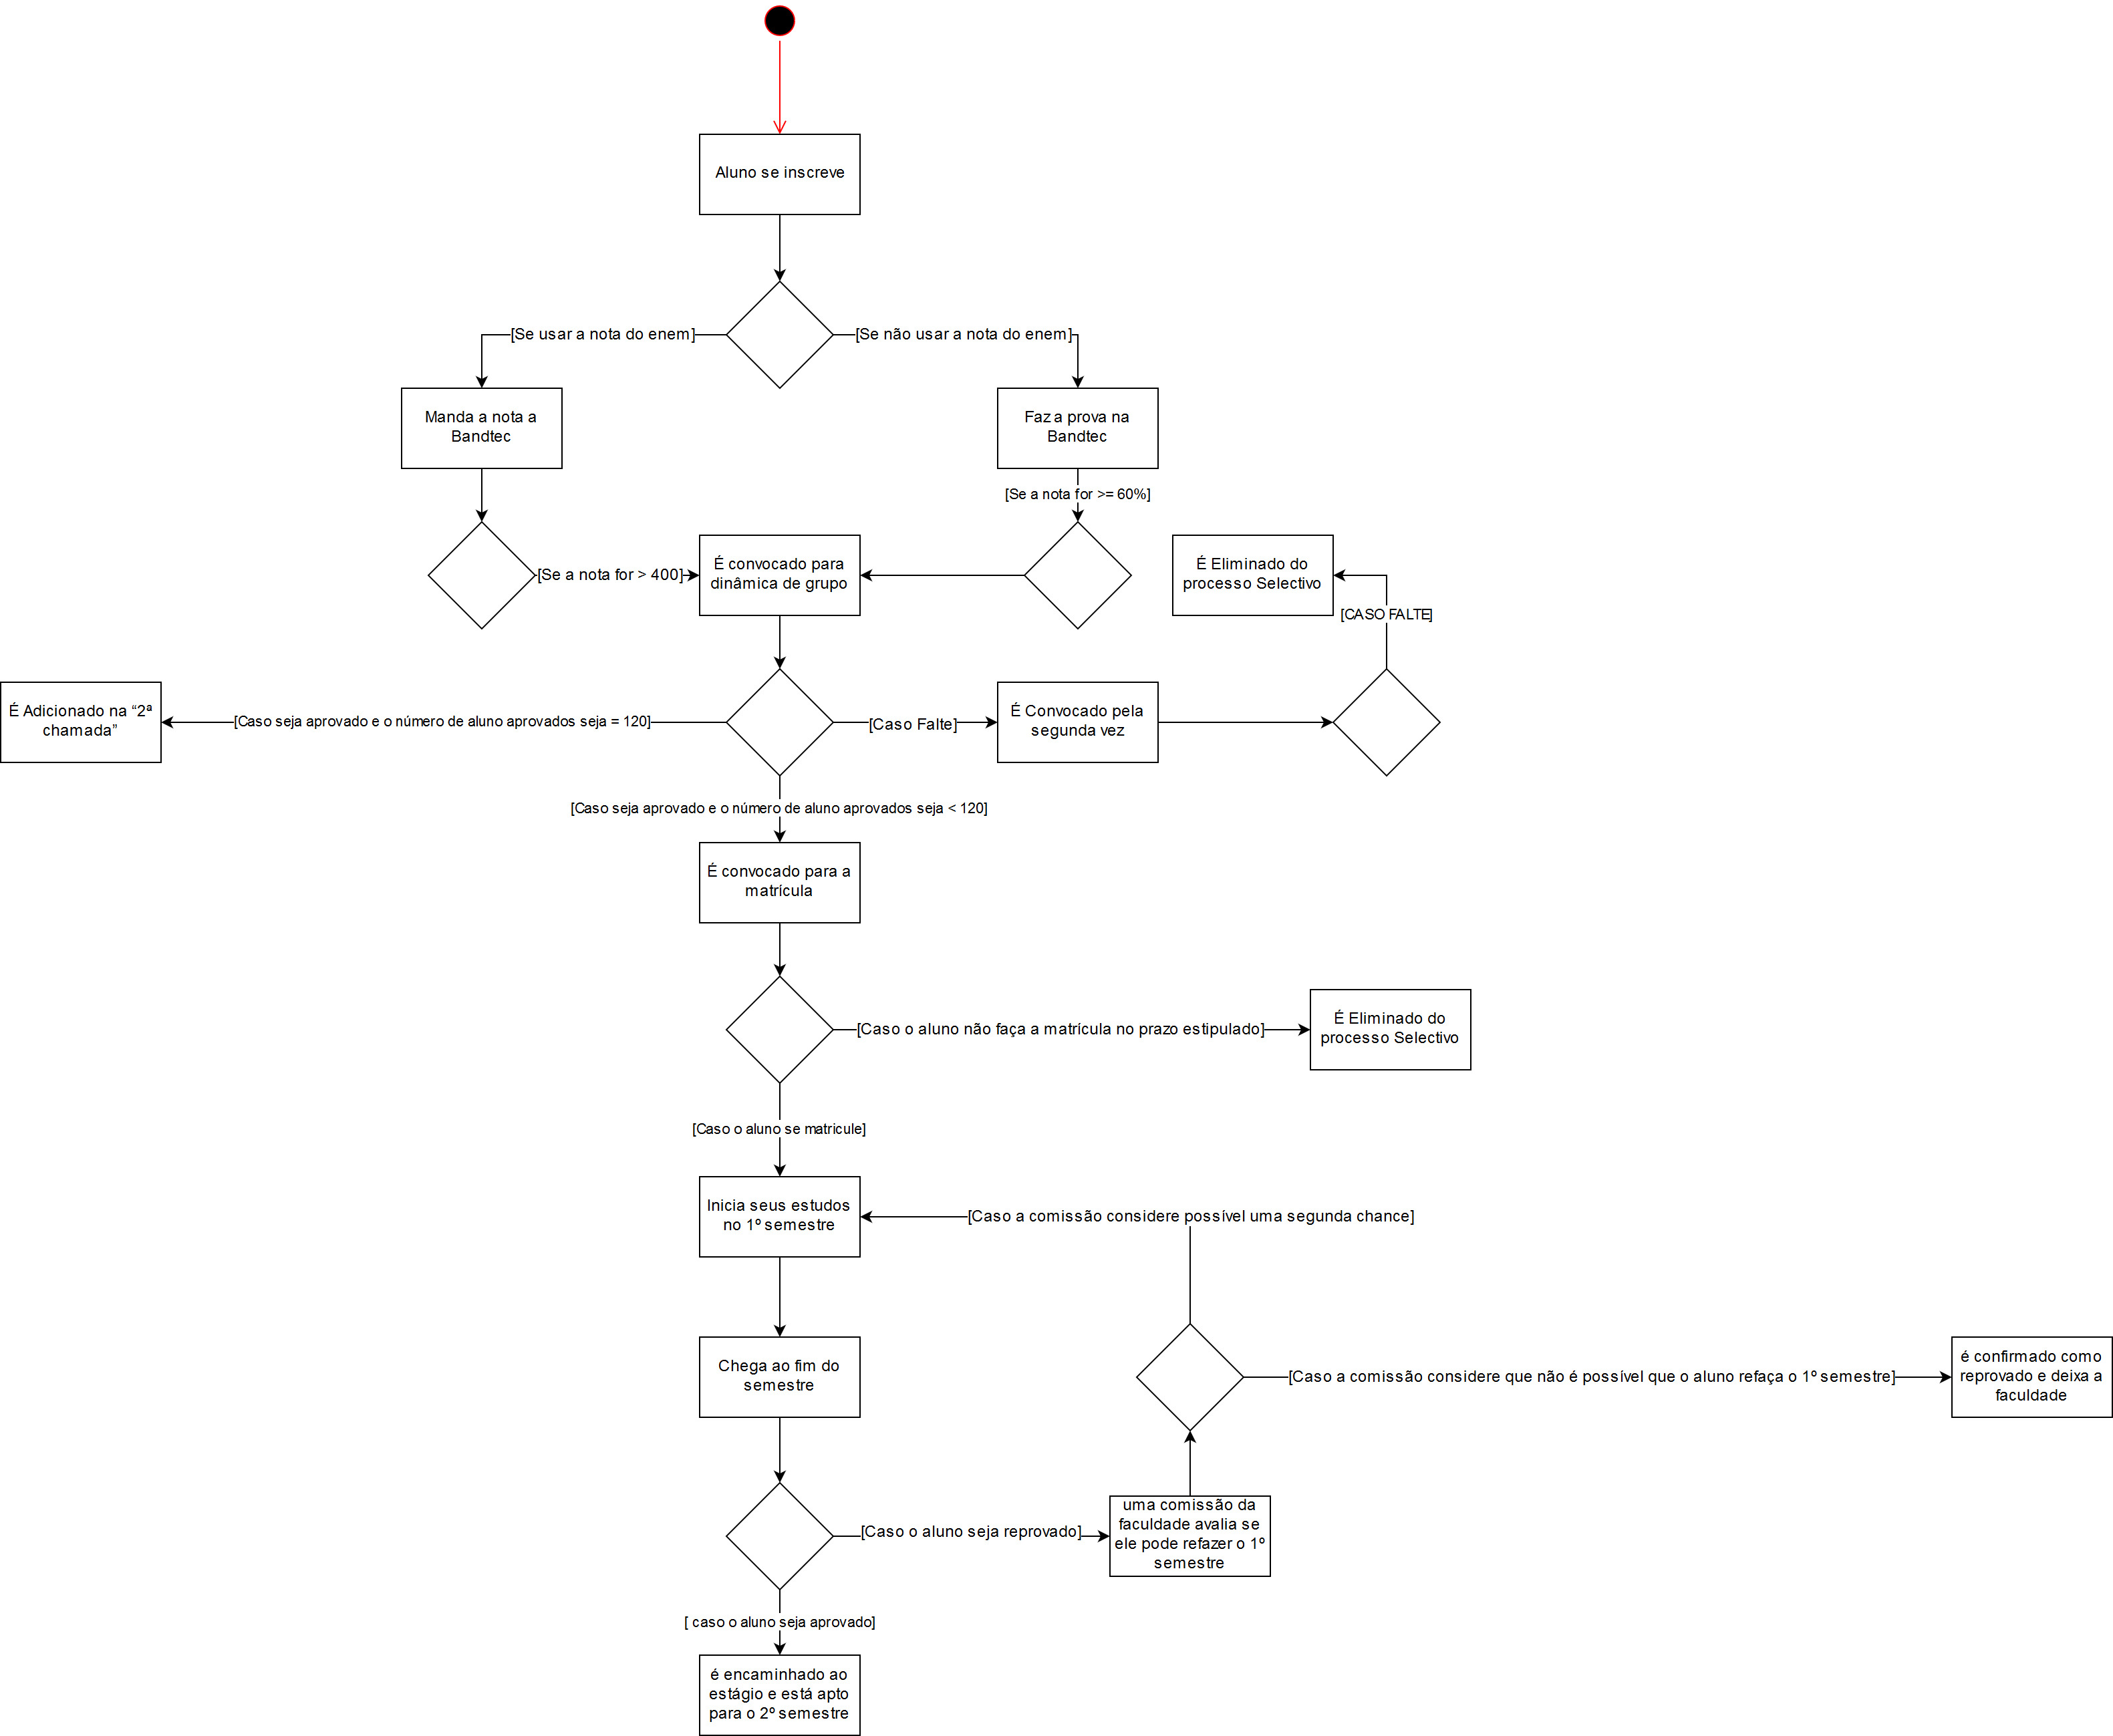 Aluno se inscreve
[Se usar a nota do enem]
[Se não usar a nota do enem]
Manda a nota a
Bandtec
Faz a prova na
Bandtec
[Se a nota for >= 60%]
[Se a nota for > 400]
É convocado para
dinâmica de grupo
É Eliminado do
processo Selectivo
[CASO FALTE]
É Adicionado na “2ª
chamada”
[Caso seja aprovado e o número de aluno aprovados seja = 120]
[Caso Falte]
É Convocado pela
segunda vez
[Caso seja aprovado e o número de aluno aprovados seja < 120]
É convocado para a
matrícula
[Caso o aluno não faça a matrícula no prazo estipulado]
É Eliminado do
processo Selectivo
[Caso o aluno se matricule]
Inicia seus estudos
no 1º semestre
[Caso a comissão considere possível uma segunda chance]
Chega ao fim do
semestre
[Caso a comissão considere que não é possível que o aluno refaça o 1º semestre]
é confirmado como
reprovado e deixa a
faculdade
[Caso o aluno seja reprovado]
uma comissão da
faculdade avalia se
ele pode refazer o 1º
semestre
[ caso o aluno seja aprovado]
é encaminhado ao
estágio e está apto
para o 2º semestre